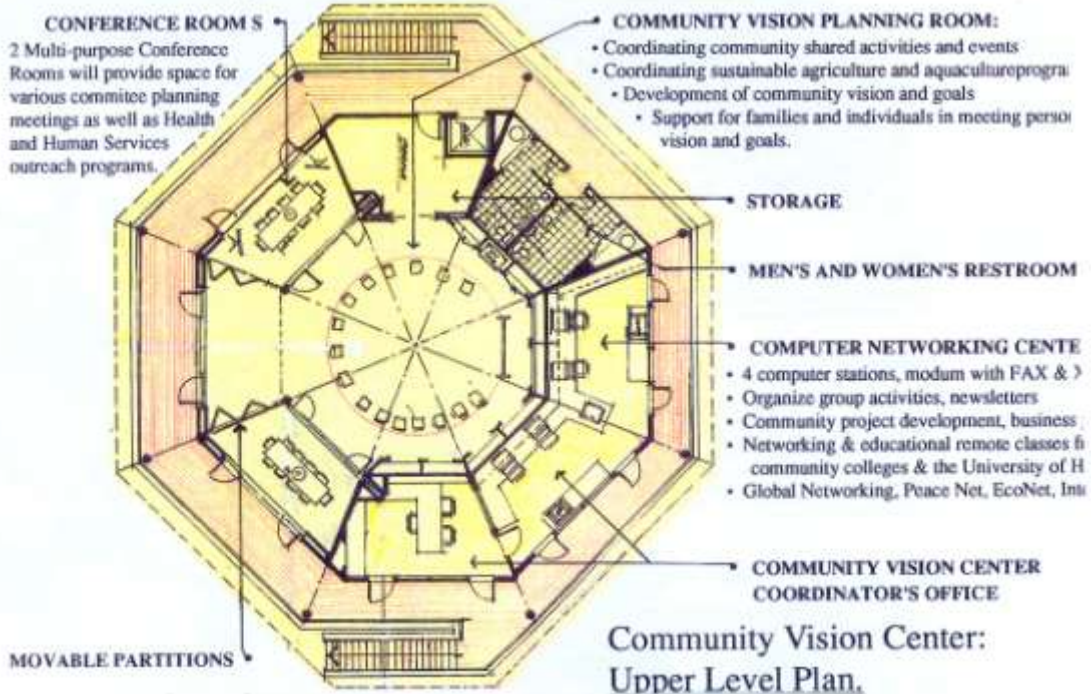 CONFERENCE ROOM S
2 Multi-purpose Conference
Rooms will provide space for
various commitee planning
meetings as well as Health
and Human Services
outreach programs.
COMMUNITY VISION PLANNING ROOM:
• Coordinating community shared activities and events
• Coordinating sustainable agriculture and aquacultureprogra
• Development of community vision and goals
• Support for families and individuals in meeting person
vision and goals.
STORAGE
MEN'S AND WOMEN'S RESTROOM
COMPUTER NETWORKING CENTE
• 4 computer stations, modum with FAX &
• Organize group activities, newsletters
• Community project development, business
• Networking & educational remote classes f
community colleges & the University of H
• Global Networking, Peace Net, EcoNet, Int
COMMUNITY VISION CENTER
COORDINATOR'S OFFICE
MOVABLE PARTITIONS
Community Vision Center:
Upper Level Plan.